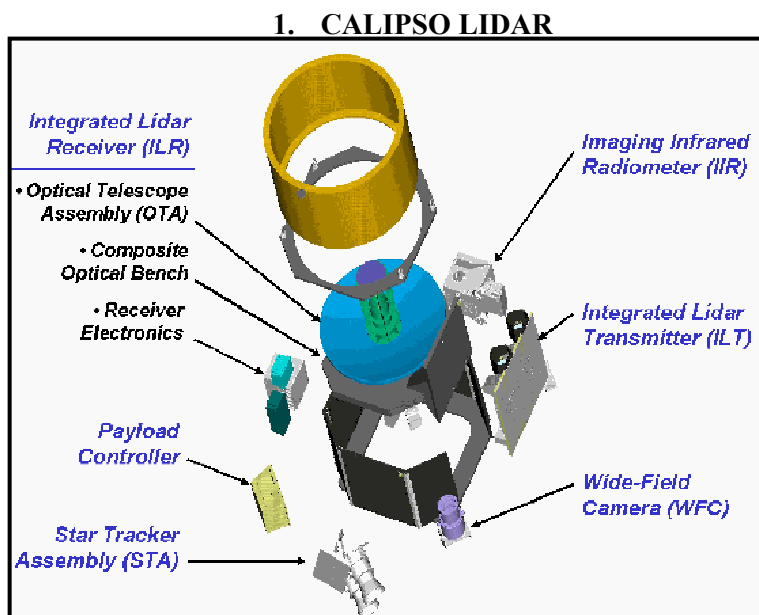 1. CALIPSO LIDAR
Integrated Lidar
Receiver (ILR)
• Optical Telescope
Assembly (OTA)
• Composite
Optical Bench
• Receiver
Electronics
Payload
Controller
Star Tracker
Assembly (STA)
Imaging Infrared
Radiometer (IIR)
Integrated Lidar
Transmitter (ILT)
Wide-Field
Camera (WFC)